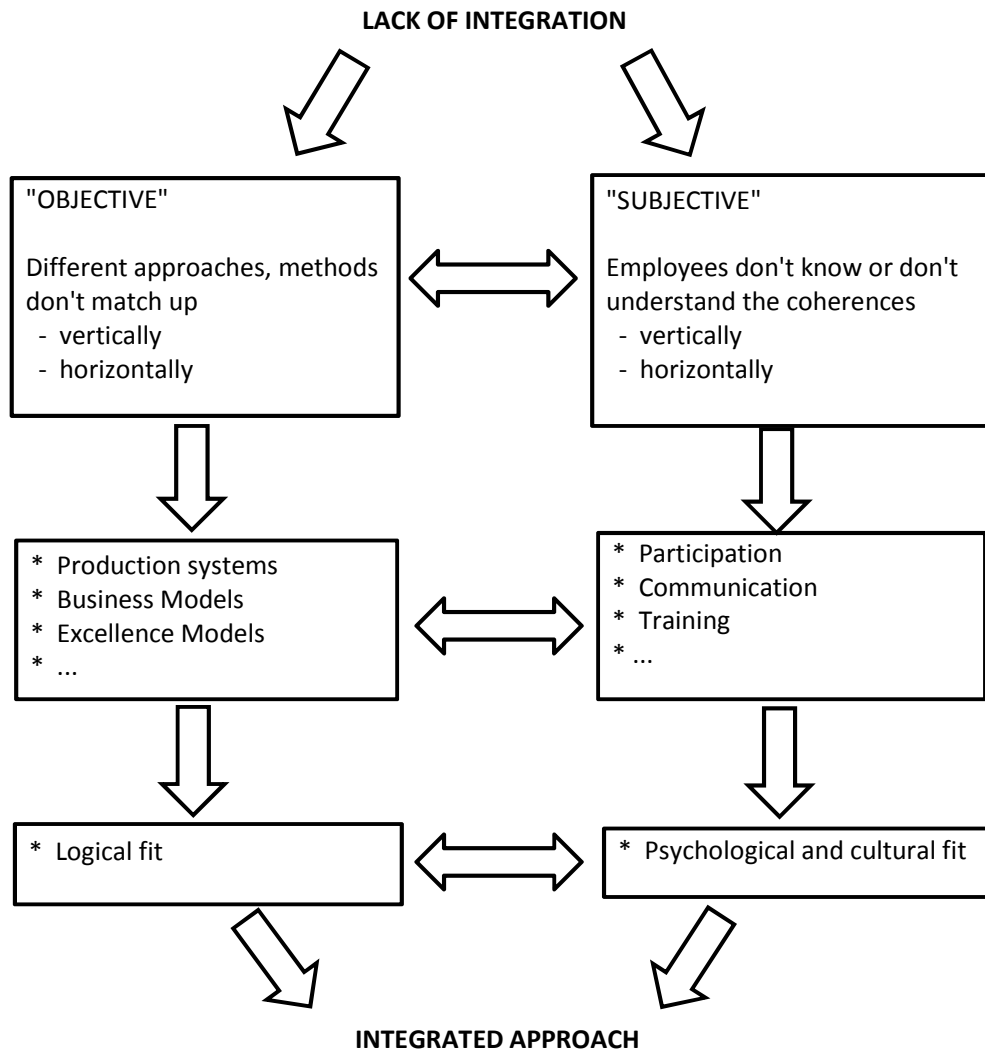 LACK OF INTEGRATION
"OBJECTIVE"
Different approaches, methods
don't match up
- vertically
- horizontally
"SUBJECTIVE"
Employees don't know or don't
understand the coherences
- vertically
- horizontally
* Production systems
* Business Models
* Excellence Models
* ...
* Participation
* Communication
* Training
* ...
* Logical fit
* Psychological and cultural fit
INTEGRATED APPROACH